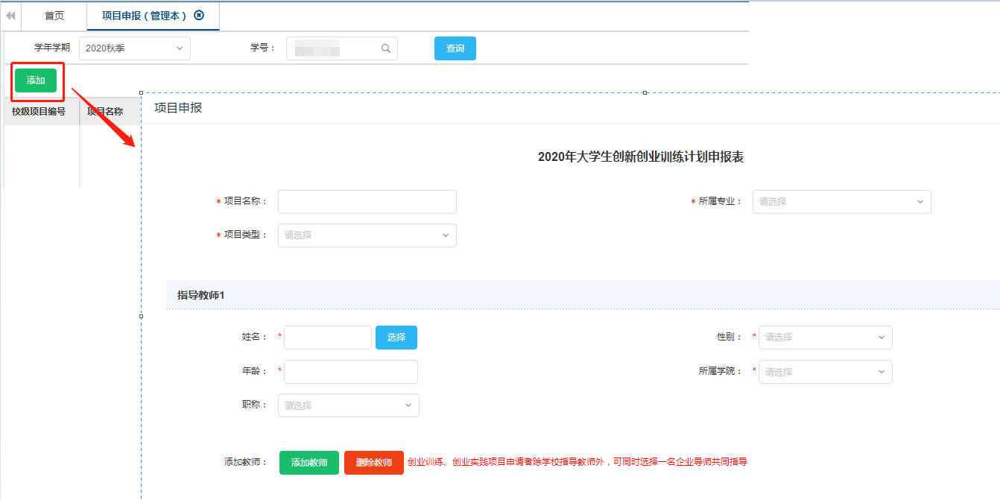 首页 项目申报（管理本）
学年学期 2020秋季 学号： 查询
添加
校级项目编号 项目名称
项目申报
2020年大学生创新创业训练计划申报表
* 项目名称： * 所属专业： 请选择
* 项目类型： 请选择
指导教师1
姓名： * 选择 性别： * 请选择
年龄： * 所属学院： * 请选择
职称： 请选择
添加教师： 添加教师 删除教师 创业训练、创业实践项目申请者除学校指导教师外，可同时选择一名企业导师共同指导